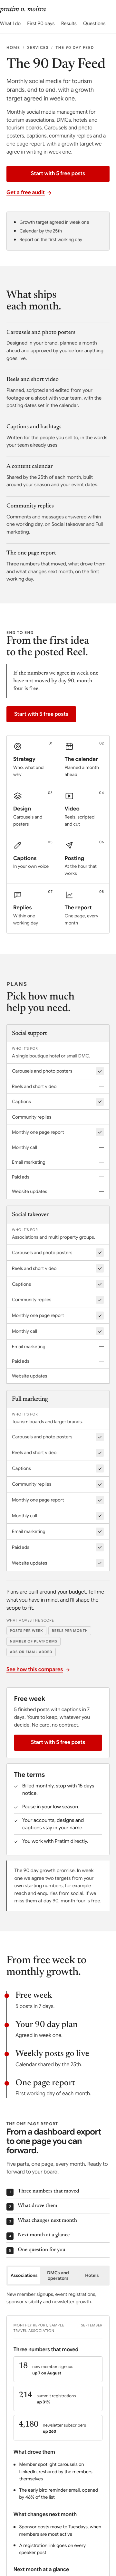 pratim n. moitra
What I do First 90 days Results Questions
HOME / SERVICES / THE 90 DAY FEED
The 90 Day Feed
Monthly social media for tourism
brands, end to end, with a growth
target agreed in week one.
Monthly social media management for
tourism associations, DMCs, hotels and
tourism boards. Carousels and photo
posters, captions, community replies and
a one page report, with a growth target we
agree in writing in week one.
Start with 5 free posts
Get a free audit →
Growth target agreed in week one
Calendar by the 25th
Report on the first working day
What ships
each month.
Carousels and photo posters
Designed in your brand, planned a month
ahead and approved by you before anything
goes live.
Reels and short video
Planned, scripted and edited from your
footage or a shoot with your team, with the
posting dates set in the calendar.
Captions and hashtags
Written for the people you sell to, in the words
your team already uses.
A content calendar
Shared by the 25th of each month, built
around your season and your event dates.
Community replies
Comments and messages answered within
one working day, on Social takeover and Full
marketing.
The one page report
Three numbers that moved, what drew them
and what changes next month, on the first
working day.
END TO END
From the first idea
to the posted Reel.
If the numbers we agree in week one
have not moved by day 90, month
four is free.
Start with 5 free posts
01
Strategy
Who, what and
why
02
The calendar
Planned a month
ahead
03
Design
Carousels and
posters
04
Video
Reels, scripted
and cut
05
Captions
In your own voice
06
Posting
At the hour that
works
07
Replies
Within one
working day
08
The report
One page, every
month
PLANS
Pick how much
help you need.
Social support
WHO IT'S FOR
A single boutique hotel or small DMC.
Carousels and photo posters
Reels and short video
Captions
Community replies
Monthly one page report
Monthly call
Email marketing
Paid ads
Website updates
Social takeover
WHO IT'S FOR
Associations and multi property groups.
Carousels and photo posters
Reels and short video
Captions
Community replies
Monthly one page report
Monthly call
Email marketing
Paid ads
Website updates
Full marketing
WHO IT'S FOR
Tourism boards and larger brands.
Carousels and photo posters
Reels and short video
Captions
Community replies
Monthly one page report
Monthly call
Email marketing
Paid ads
Website updates
Plans are built around your budget. Tell me
what you have in mind, and I'll shape the
scope to fit.
WHAT MOVES THE SCOPE
POSTS PER WEEK REELS PER MONTH
NUMBER OF PLATFORMS
ADS OR EMAIL ADDED
See how this compares →
Free week
5 posts finished with captions in 7
days. Yours to keep, whatever you
decide. No card, no contract.
Start with 5 free posts
The terms
Billed monthly, stop with 15 days
notice.
Pause in your low season.
Your accounts, designs and
captions stay in your name.
You work with Pratim directly.
The 90 day growth promise. In week
one we agree two targets from your
starting numbers, for example
reach and enquiries from social. If we
miss them at day 90, month four is
free.
From free week to
monthly growth.
Free week
5 posts in 7 days.
Your 90 day plan
Agreed in week one.
Weekly posts go live
Calendar shared by the 25th.
One page report
First working day of each month.
THE ONE PAGE REPORT
From a dashboard export
to one page you can
forward.
Five parts, one page, every month. Ready to
forward to your board.
1 Three numbers that moved
2 What drove them
3 What changes next month
4 Next month at a glance
5 One question for you
Associations DMCs and operators Hotels
New member signups, event registrations,
sponsor visibility and newsletter growth.
MONTHLY REPORT, SAMPLE TRAVEL ASSOCIATION SEPTEMBER
Three numbers that moved
18 new member signups
up 7 on August
214 summit registrations
up 31%
4,180 newsletter subscribers
up 260
What drove them
Member spotlight carousels on
LinkedIn, reshared by the members
themselves
The early bird reminder email, opened
by 46% of the list
What changes next month
Sponsor posts move to Tuesdays, when
members are most active
A registration link goes on every
speaker post
Next month at a glance